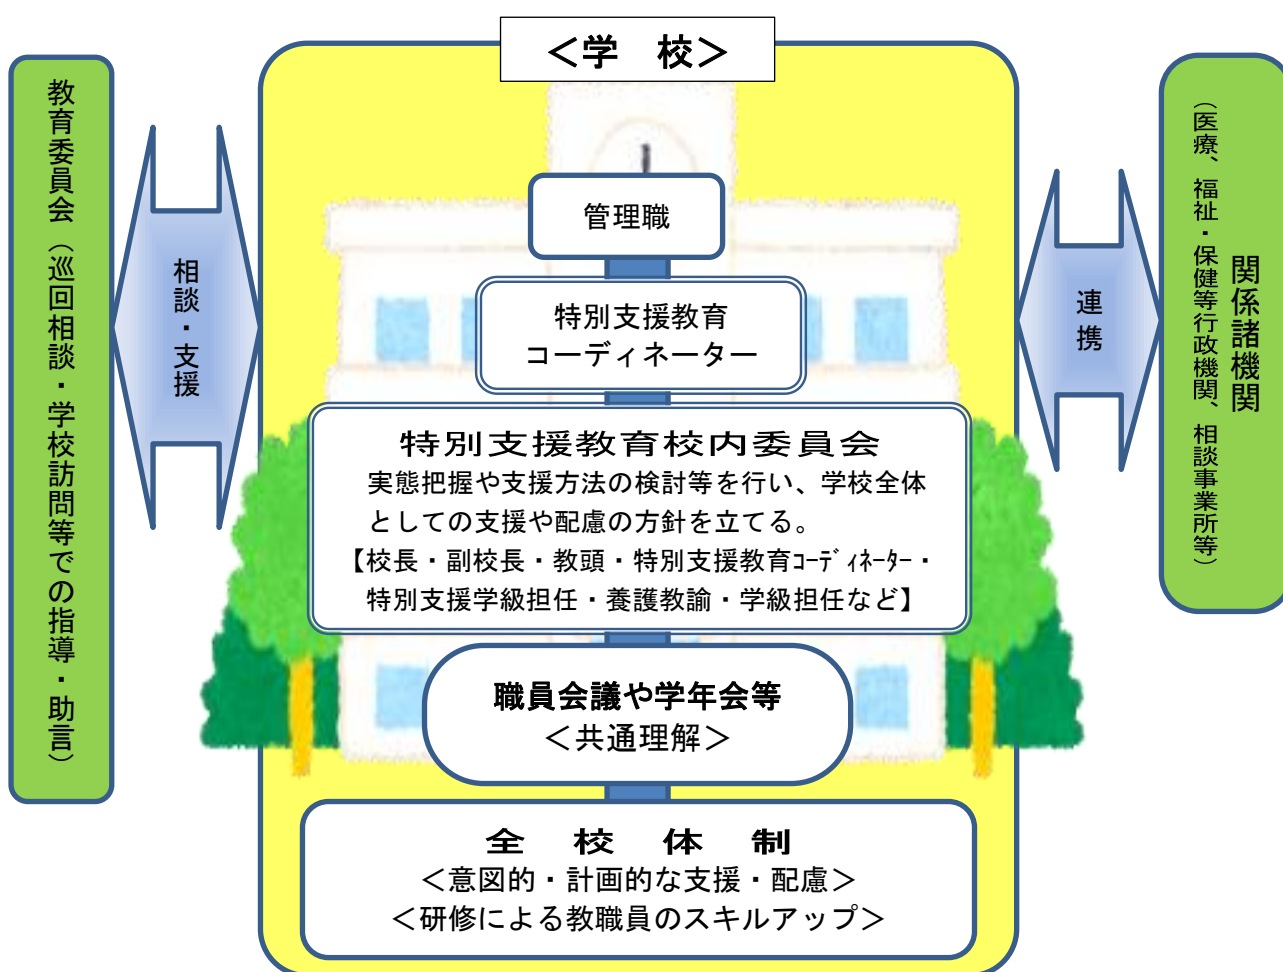 ＜学　校＞
教育委員会（巡回相談・学校訪問等での指導・助言）
相談・支援
管理職
特別支援教育
コーディネーター
特別支援教育校内委員会
実態把握や支援方法の検討等を行い、学校全体
としての支援や配慮の方針を立てる。
【校長・副校長・教頭・特別支援教育ｺｰﾃﾞｨﾈｰﾀｰ・
特別支援学級担任・養護教諭・学級担任など】
職員会議や学年会等
＜共通理解＞
全　校　体　制
＜意図的・計画的な支援・配慮＞
＜研修による教職員のスキルアップ＞
連携
関係諸機関
（医療、福祉・保健等行政機関、相談事業所等）